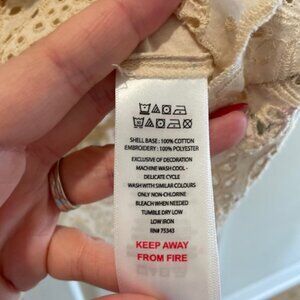 SHELL BASE : 100% COTTON
EMBROIDERY : 100% POLYESTER
EXCLUSIVE OF DECORATION
MACHINE WASH COOL -
DELICATE CYCLE
WASH WITH SIMILAR COLOURS
ONLY NON-CHLORINE
BLEACH WHEN NEEDED
TUMBLE DRY LOW
LOW IRON
RN# 75343
KEEP AWAY
FROM FIRE